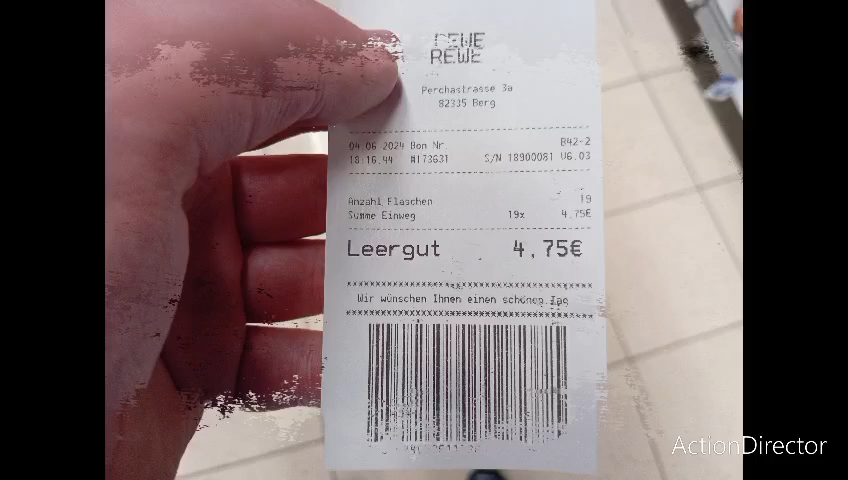 REWE
REWE
Perchastrasse 3a
82335 Berg
04.06.2024 Bon Nr. B42-2
18:16.44 #173631 S/N 18900081 V6.03
Anzahl Flaschen 19
Summe Einweg 19x 4.75€
Leergut 4,75€
Wir wünschen Ihnen einen schönen Tag
ActionDirector